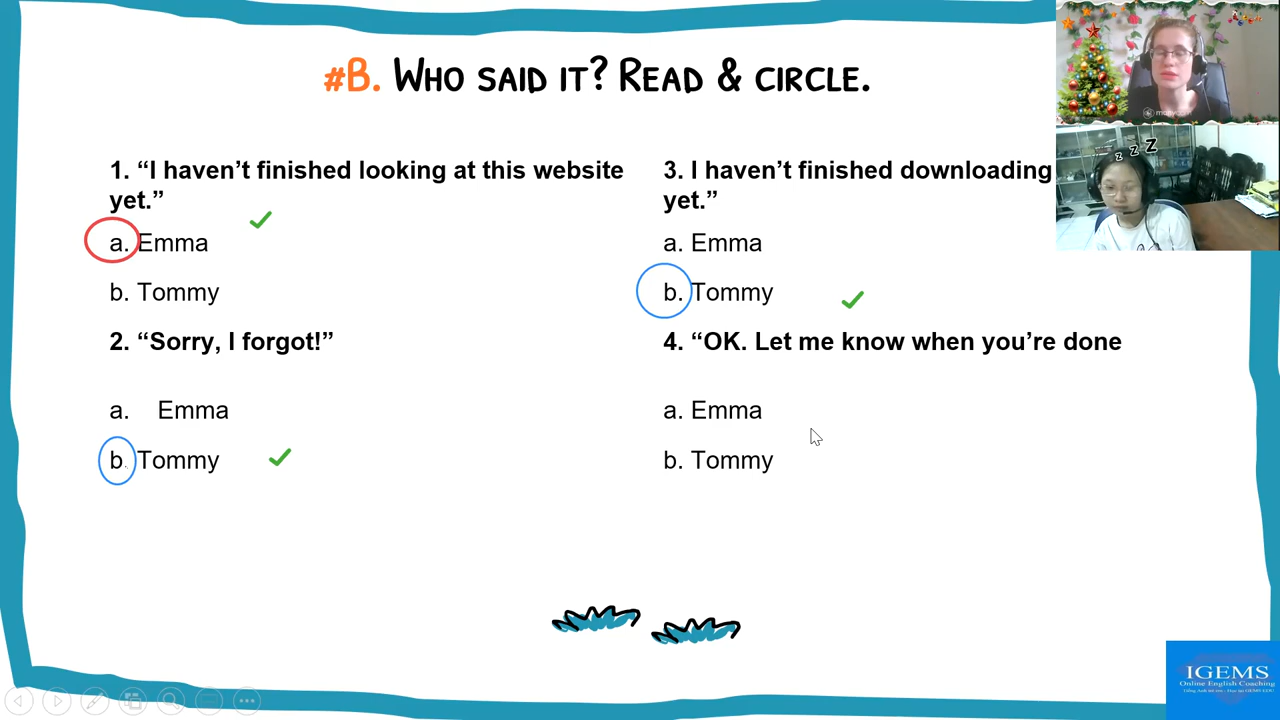 #B. WHO SAID IT? READ & CIRCLE.
1. “I haven’t finished looking at this website
yet.”
a. Emma
b. Tommy
2. “Sorry, I forgot!”
a. Emma
b. Tommy
3. I haven’t finished downloading
yet.”
a. Emma
b. Tommy
4. “OK. Let me know when you’re done
a. Emma
b. Tommy
z z Z
IGEMS
Online English Coaching